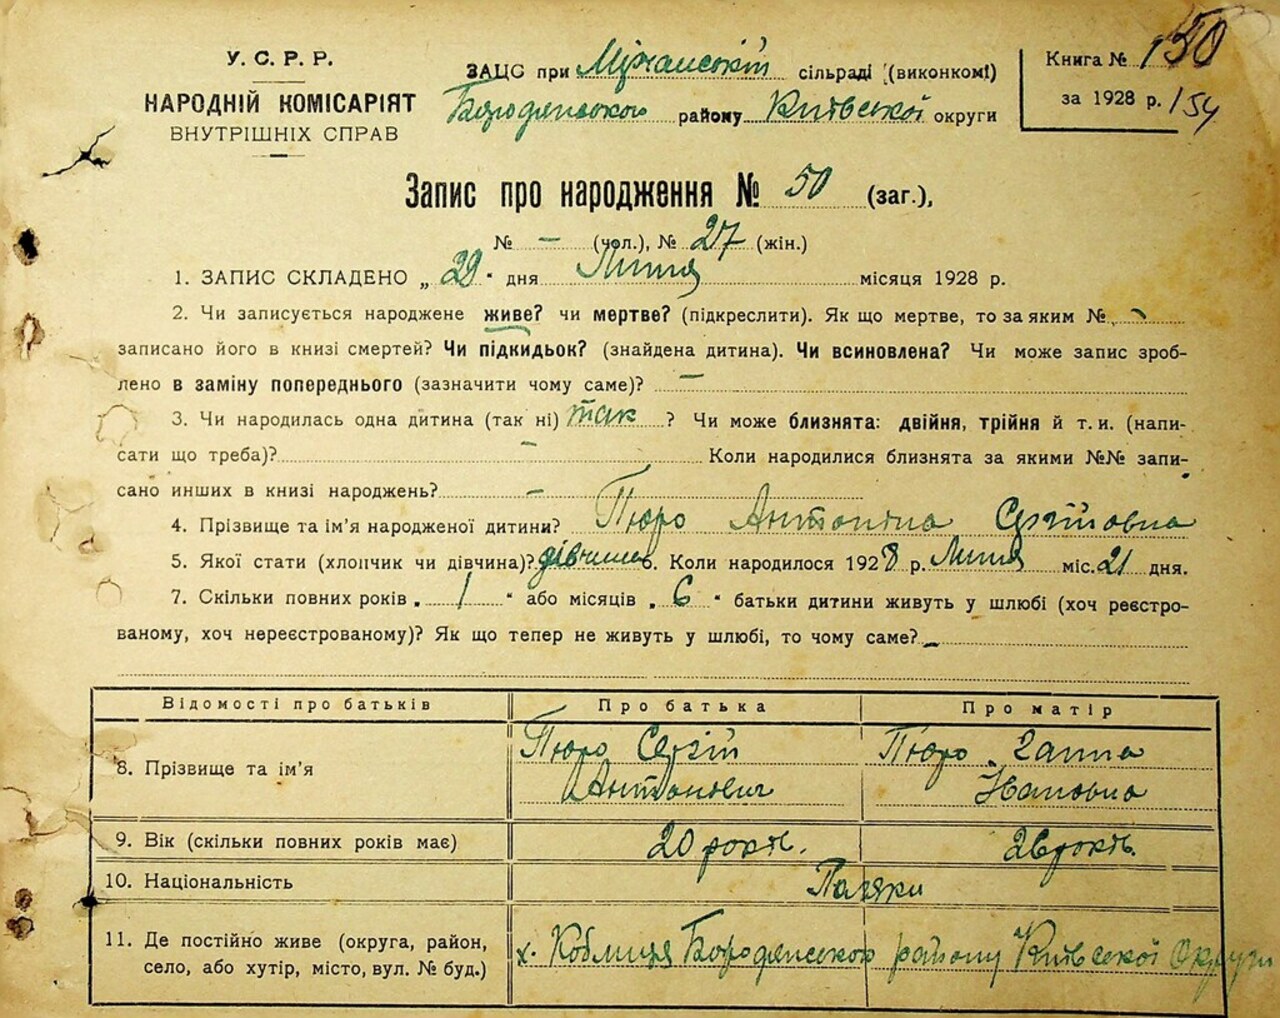 У. С. Р. Р.
НАРОДНІЙ КОМІСАРІЯТ
ВНУТРІШНІХ СПРАВ
ЗАЦС при Мірчанській сільраді (виконкомі)
Бородянського району Київської округи
Книга № 150
за 1928 р. 154
Запис про народження № 50 (заг.),
№ – (чол.), № 27 (жін.)
1. ЗАПИС СКЛАДЕНО „ 29 " дня Липня місяця 1928 р.
2. Чи записується народжене живе? чи мертве? (підкреслити). Як що мертве, то за яким № –
записано його в книзі смертей? Чи підкидьок? (знайдена дитина). Чи всиновлена? Чи може запис зроб-
лено в заміну попереднього (зазначити чому саме)? –
3. Чи народилась одна дитина (так ні) так ? Чи може близнята: двійня, трійня й т. и. (напи-
сати що треба)? – Коли народилися близнята за якими №№ запи-
сано инших в книзі народжень? –
4. Прізвище та ім'я народженої дитини? Пюро Антоніна Сергіївна
5. Якої стати (хлопчик чи дівчина)? 6. Коли народилося 1928 р. Липня міс. 21 дня.
7. Скільки повних років „ 1 " або місяців „ 6 " батьки дитини живуть у шлюбі (хоч реєстро-
ваному, хоч нереєстрованому)? Як що тепер не живуть у шлюбі, то чому саме? –
Відомості про батьків Про батька Про матір
8. Прізвище та ім'я Пюро Сергій Антонович Пюро Ганна Івановна
9. Вік (скільки повних років має) 20 років. 26 років.
10. Національність Поляки
11. Де постійно живе (округа, район,
село, або хутір, місто, вул. № буд.)
х. Коблиця Бородянського району Київської Округи